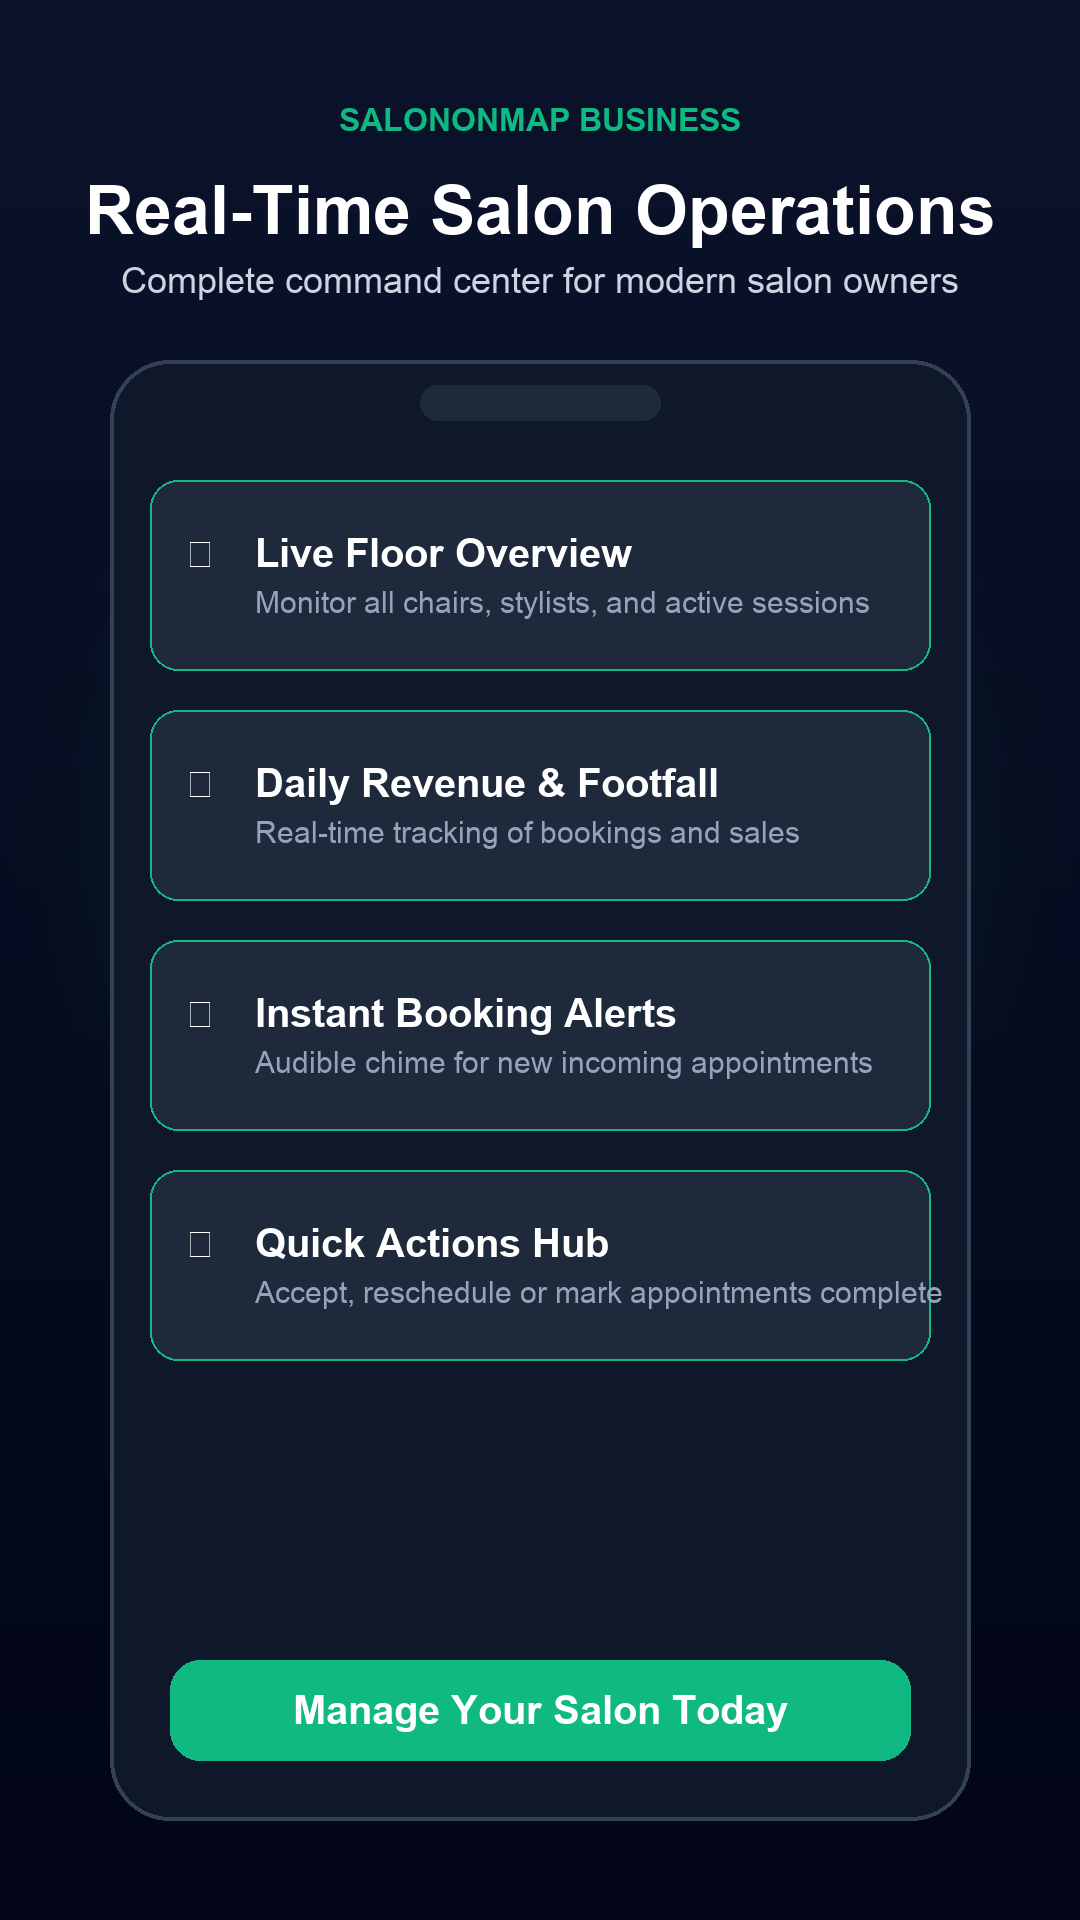 SALONONMAP BUSINESS
Real-Time Salon Operations
Complete command center for modern salon owners
Live Floor Overview
Monitor all chairs, stylists, and active sessions
Daily Revenue & Footfall
Real-time tracking of bookings and sales
Instant Booking Alerts
Audible chime for new incoming appointments
Quick Actions Hub
Accept, reschedule or mark appointments complete
Manage Your Salon Today